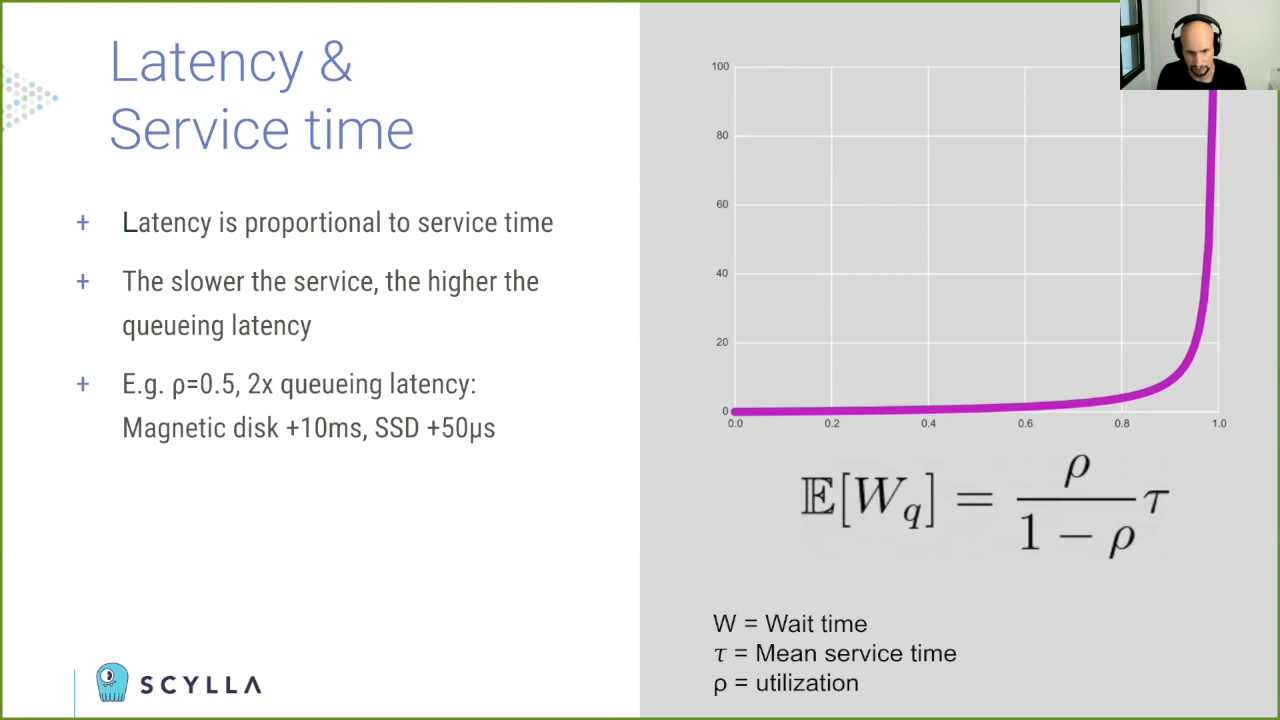 Latency &
Service time
+ Latency is proportional to service time
+ The slower the service, the higher the
queueing latency
+ E.g. ρ=0.5, 2x queueing latency:
Magnetic disk +10ms, SSD +50μs
SCYLLA
100
80
60
40
20
0
0.0 0.2 0.4 0.6 0.8 1.0
𝔼[W_q] = ρ / (1 − ρ) τ
W = Wait time
τ = Mean service time
ρ = utilization